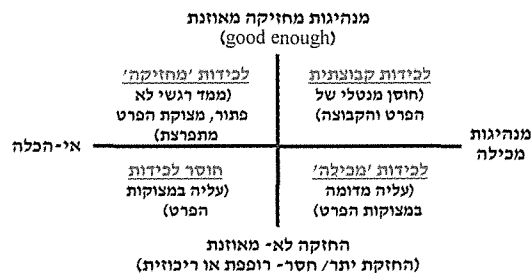 מנהיגות מחזיקה מאוזנת
(good enough)
לכידות קבוצתית
(חוסן מנטלי של
הפרט והקבוצה)
לכידות 'מחזיקה'
(ממד רגשי לא
פתור, מצוקת הפרט
מתפרצת)
מנהיגות
מכילה
אי-הכלה
לכידות 'מכילה'
(עליה מדומה
במצוקות הפרט)
חוסר לכידות
(עליה במצוקות
הפרט)
החזקה לא- מאוזנת
(החזקת יתר/ חסר- רופפת או ריכוזית)